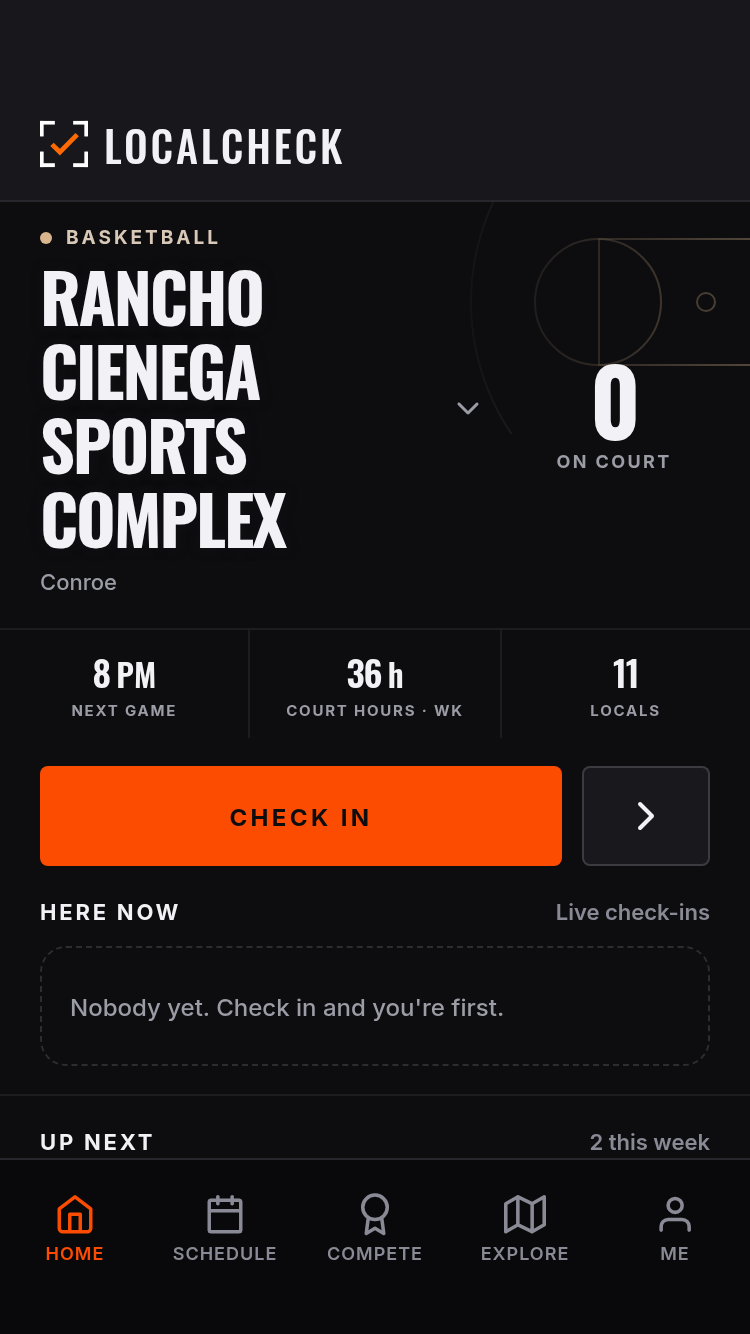 LOCALCHECK
BASKETBALL
RANCHO
CIENEGA
SPORTS
COMPLEX
Conroe
0
ON COURT
8 PM
NEXT GAME
36 h
COURT HOURS · WK
11
LOCALS
CHECK IN
HERE NOW
Live check-ins
Nobody yet. Check in and you're first.
UP NEXT
2 this week
HOME
SCHEDULE
COMPETE
EXPLORE
ME